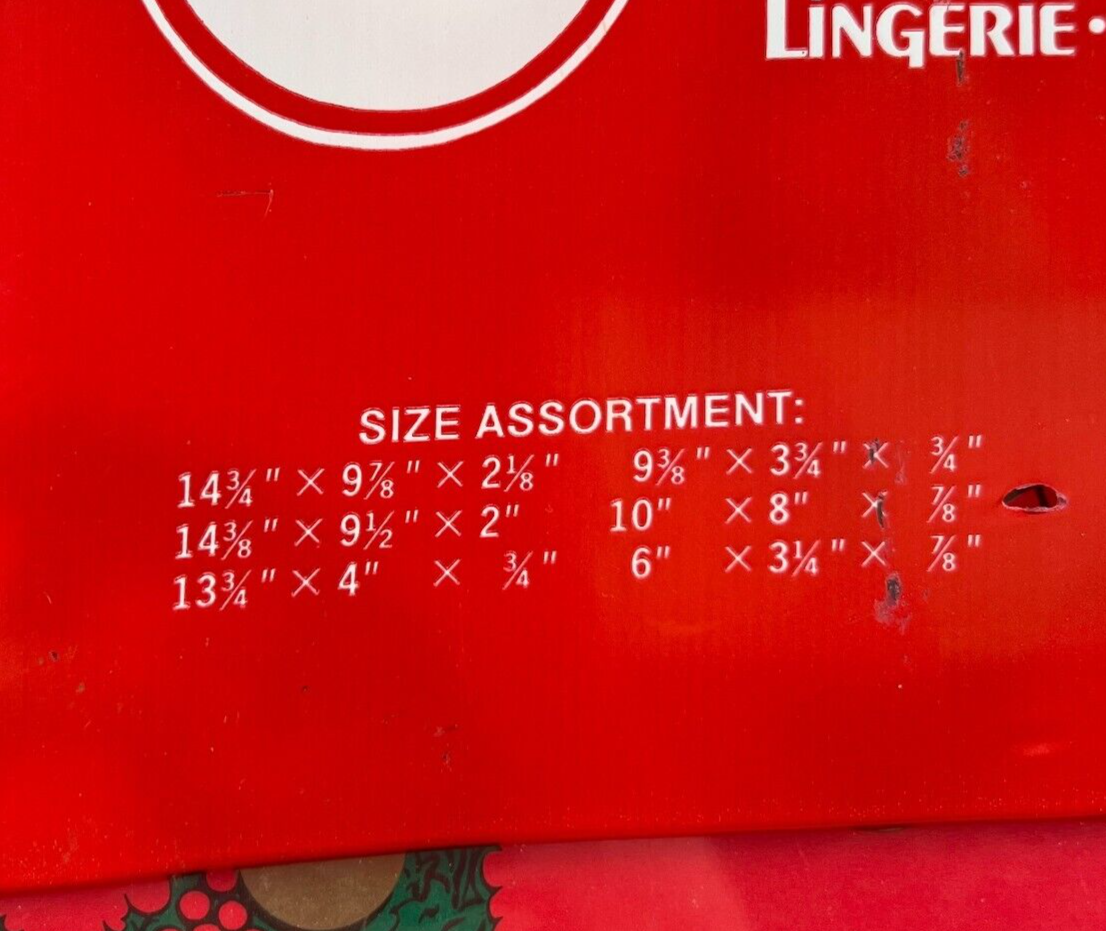 LINGERIE •
SIZE ASSORTMENT:
14¾" × 9⅞" × 2⅛" 9⅜" × 3¾" × ¾"
14⅜" × 9½" × 2" 10" × 8" × ⅞"
13¾" × 4" × ¾" 6" × 3¼" × ⅞"